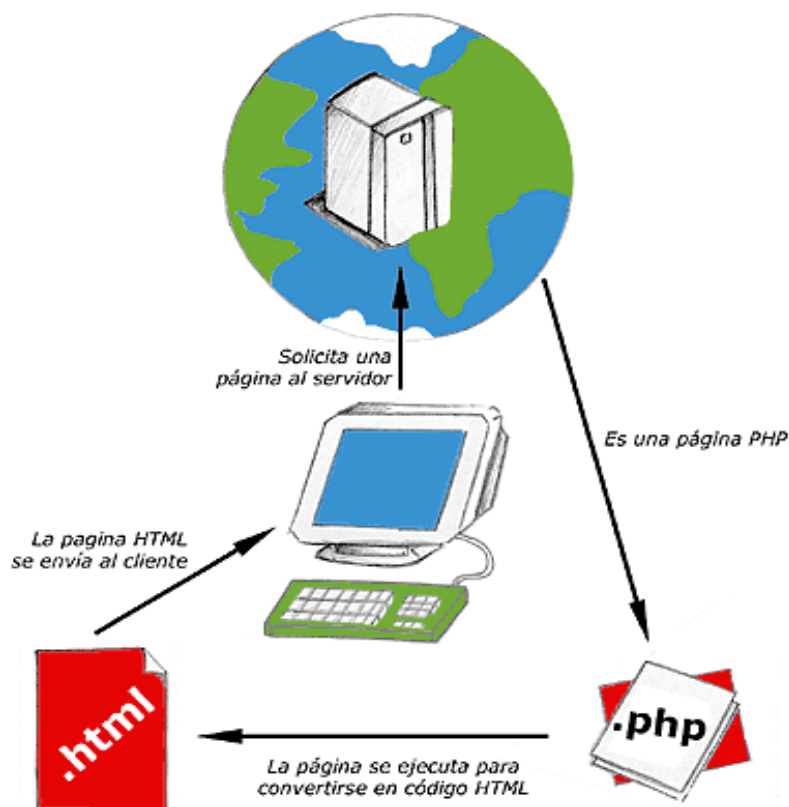 Solicita una
página al servidor
Es una página PHP
La pagina HTML
se envía al cliente
.html
.php
La página se ejecuta para
convertirse en código HTML